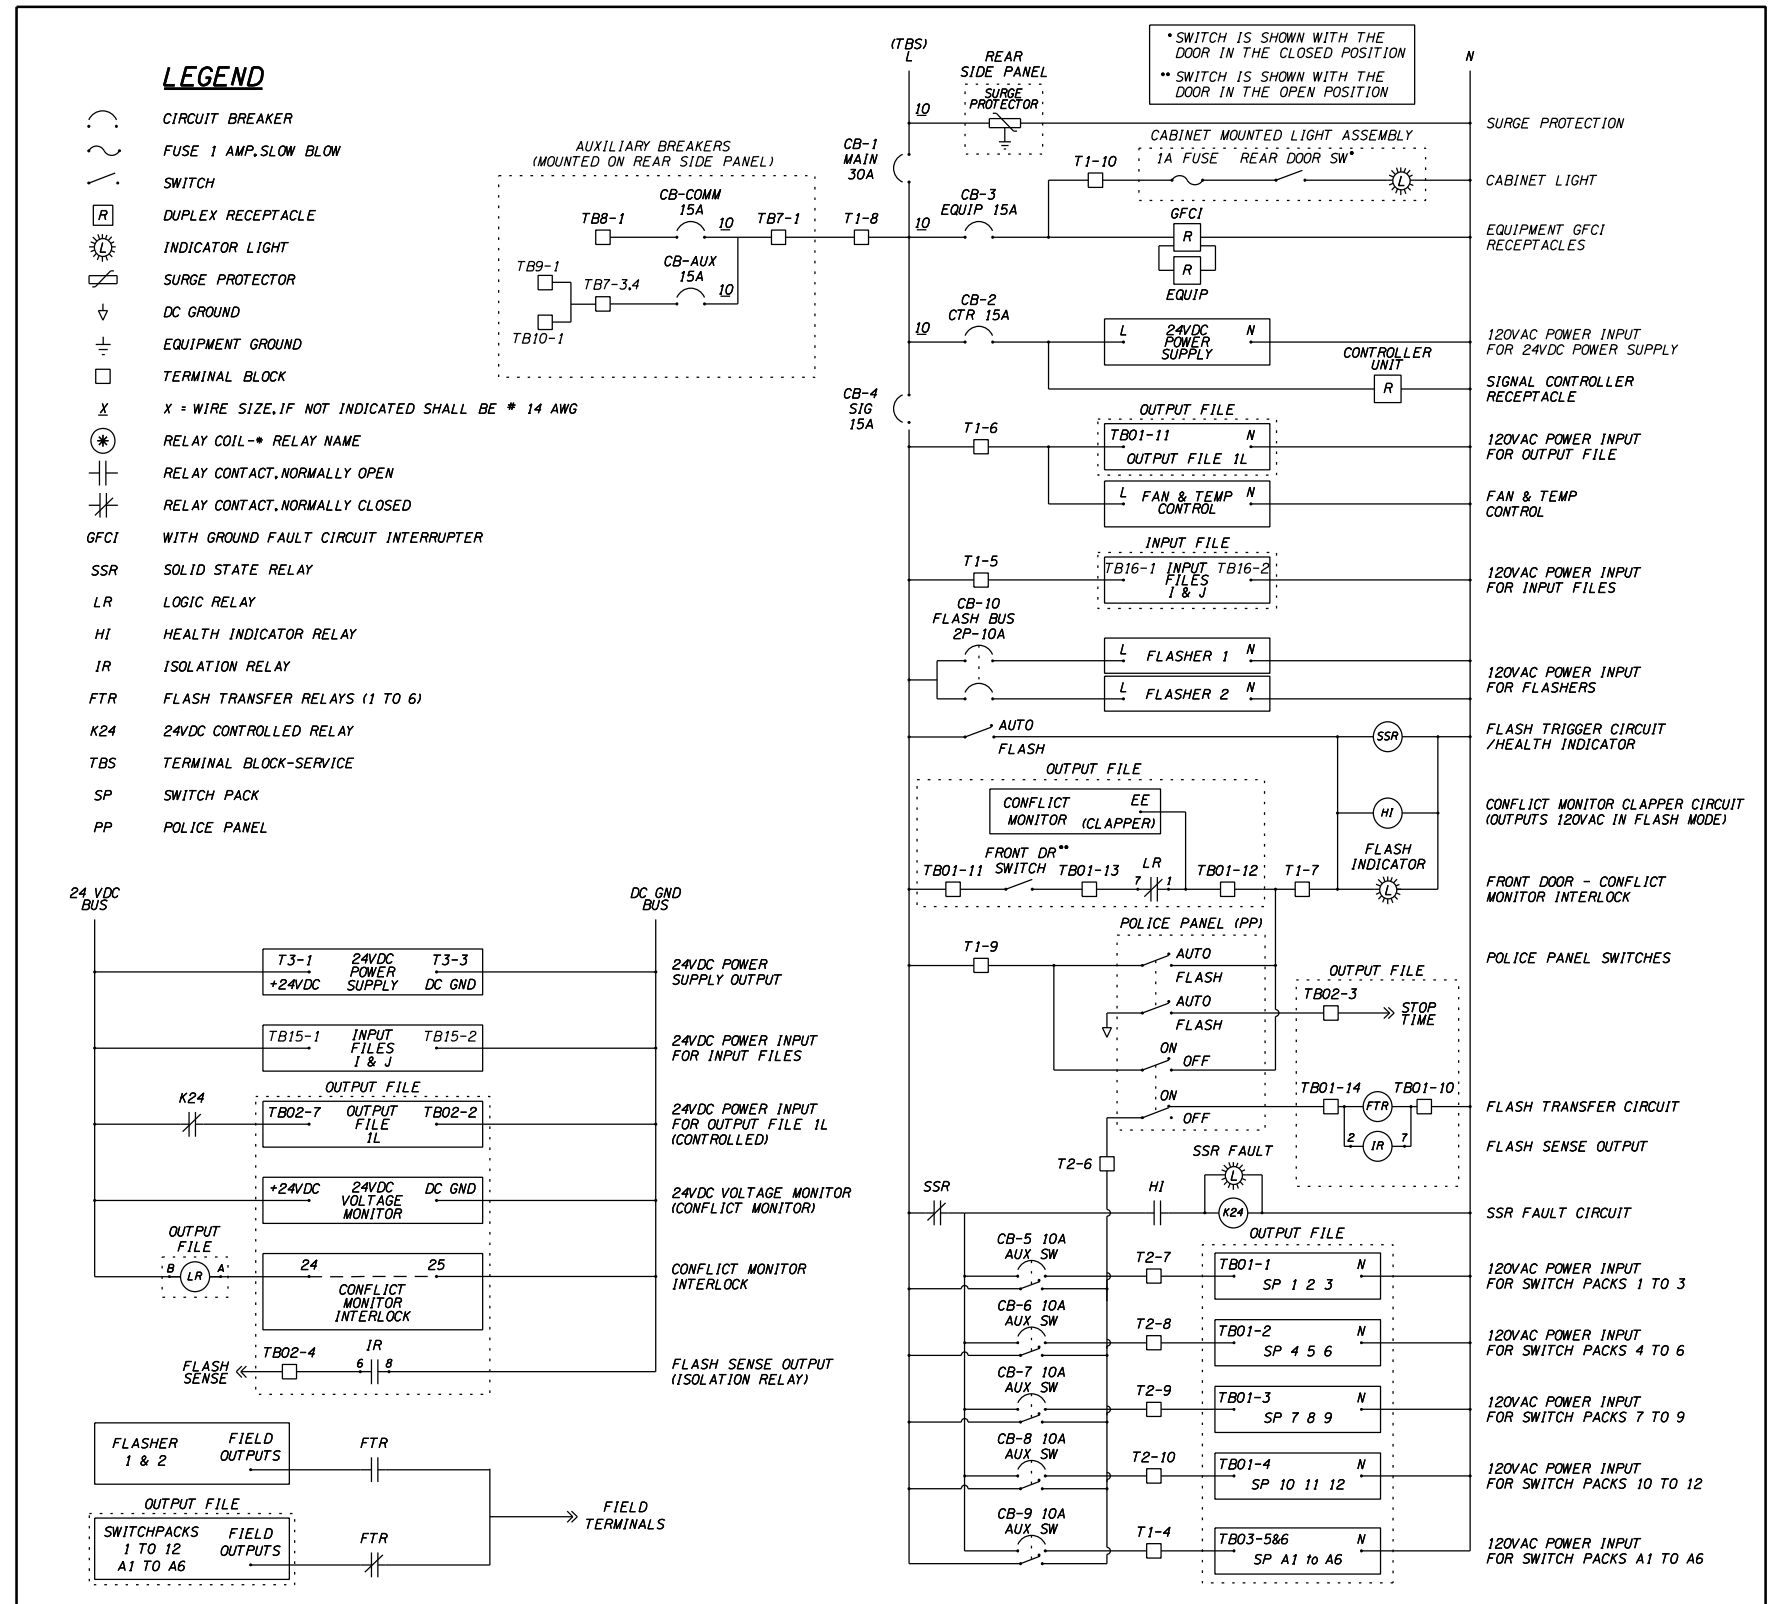 LEGEND
CIRCUIT BREAKER
FUSE 1 AMP, SLOW BLOW
SWITCH
R
DUPLEX RECEPTACLE
L
INDICATOR LIGHT
SURGE PROTECTOR
DC GROUND
EQUIPMENT GROUND
TERMINAL BLOCK
X
X = WIRE SIZE, IF NOT INDICATED SHALL BE # 14 AWG
*
RELAY COIL-* RELAY NAME
RELAY CONTACT, NORMALLY OPEN
RELAY CONTACT, NORMALLY CLOSED
GFCI
WITH GROUND FAULT CIRCUIT INTERRUPTER
SSR
SOLID STATE RELAY
LR
LOGIC RELAY
HI
HEALTH INDICATOR RELAY
IR
ISOLATION RELAY
FTR
FLASH TRANSFER RELAYS (1 TO 6)
K24
24VDC CONTROLLED RELAY
TBS
TERMINAL BLOCK-SERVICE
SP
SWITCH PACK
PP
POLICE PANEL
AUXILIARY BREAKERS
(MOUNTED ON REAR SIDE PANEL)
CB-COMM
15A
TB8-1
10
TB7-1
T1-8
CB-AUX
15A
TB9-1
TB7-3,4
10
TB10-1
(TBS)
L
REAR
SIDE PANEL
SURGE
PROTECTOR
* SWITCH IS SHOWN WITH THE
DOOR IN THE CLOSED POSITION
** SWITCH IS SHOWN WITH THE
DOOR IN THE OPEN POSITION
N
10
SURGE PROTECTION
CB-1
MAIN
30A
CABINET MOUNTED LIGHT ASSEMBLY
T1-10
1A FUSE
REAR DOOR SW*
L
CABINET LIGHT
10
CB-3
EQUIP 15A
GFCI
R
R
EQUIP
EQUIPMENT GFCI
RECEPTACLES
10
CB-2
CTR 15A
L
24VDC
POWER
SUPPLY
N
120VAC POWER INPUT
FOR 24VDC POWER SUPPLY
CONTROLLER
UNIT
R
SIGNAL CONTROLLER
RECEPTACLE
CB-4
SIG
15A
T1-6
OUTPUT FILE
TB01-11
N
OUTPUT FILE 1L
120VAC POWER INPUT
FOR OUTPUT FILE
L
FAN & TEMP
CONTROL
N
FAN & TEMP
CONTROL
T1-5
INPUT FILE
TB16-1
INPUT
FILES
I & J
TB16-2
120VAC POWER INPUT
FOR INPUT FILES
CB-10
FLASH BUS
2P-10A
L
FLASHER 1
N
L
FLASHER 2
N
120VAC POWER INPUT
FOR FLASHERS
AUTO
FLASH
SSR
FLASH TRIGGER CIRCUIT
/HEALTH INDICATOR
OUTPUT FILE
CONFLICT
MONITOR
EE
(CLAPPER)
HI
CONFLICT MONITOR CLAPPER CIRCUIT
(OUTPUTS 120VAC IN FLASH MODE)
TB01-11
FRONT DR**
SWITCH
TB01-13
LR
7
1
TB01-12
T1-7
FLASH
INDICATOR
L
FRONT DOOR - CONFLICT
MONITOR INTERLOCK
T1-9
POLICE PANEL (PP)
AUTO
FLASH
AUTO
FLASH
ON
OFF
ON
OFF
POLICE PANEL SWITCHES
OUTPUT FILE
TB02-3
STOP
TIME
TB01-14
FTR
TB01-10
2
IR
7
FLASH TRANSFER CIRCUIT
FLASH SENSE OUTPUT
T2-6
SSR
HI
SSR FAULT
L
K24
SSR FAULT CIRCUIT
OUTPUT FILE
CB-5 10A
AUX SW
T2-7
TB01-1
N
SP 1 2 3
120VAC POWER INPUT
FOR SWITCH PACKS 1 TO 3
CB-6 10A
AUX SW
T2-8
TB01-2
N
SP 4 5 6
120VAC POWER INPUT
FOR SWITCH PACKS 4 TO 6
CB-7 10A
AUX SW
T2-9
TB01-3
N
SP 7 8 9
120VAC POWER INPUT
FOR SWITCH PACKS 7 TO 9
CB-8 10A
AUX SW
T2-10
TB01-4
N
SP 10 11 12
120VAC POWER INPUT
FOR SWITCH PACKS 10 TO 12
CB-9 10A
AUX SW
T1-4
TB03-5&6
N
SP A1 to A6
120VAC POWER INPUT
FOR SWITCH PACKS A1 TO A6
24 VDC
BUS
DC GND
BUS
T3-1
+24VDC
24VDC
POWER
SUPPLY
T3-3
DC GND
24VDC POWER
SUPPLY OUTPUT
TB15-1
INPUT
FILES
I & J
TB15-2
24VDC POWER INPUT
FOR INPUT FILES
OUTPUT FILE
K24
TB02-7
OUTPUT
FILE
1L
TB02-2
24VDC POWER INPUT
FOR OUTPUT FILE 1L
(CONTROLLED)
+24VDC
24VDC
VOLTAGE
MONITOR
DC GND
24VDC VOLTAGE MONITOR
(CONFLICT MONITOR)
OUTPUT
FILE
B
LR
A
24
25
CONFLICT
MONITOR
INTERLOCK
CONFLICT MONITOR
INTERLOCK
FLASH
SENSE
TB02-4
IR
6
8
FLASH SENSE OUTPUT
(ISOLATION RELAY)
FLASHER
1 & 2
FIELD
OUTPUTS
FTR
OUTPUT FILE
SWITCHPACKS
1 TO 12
A1 TO A6
FIELD
OUTPUTS
FTR
FIELD
TERMINALS